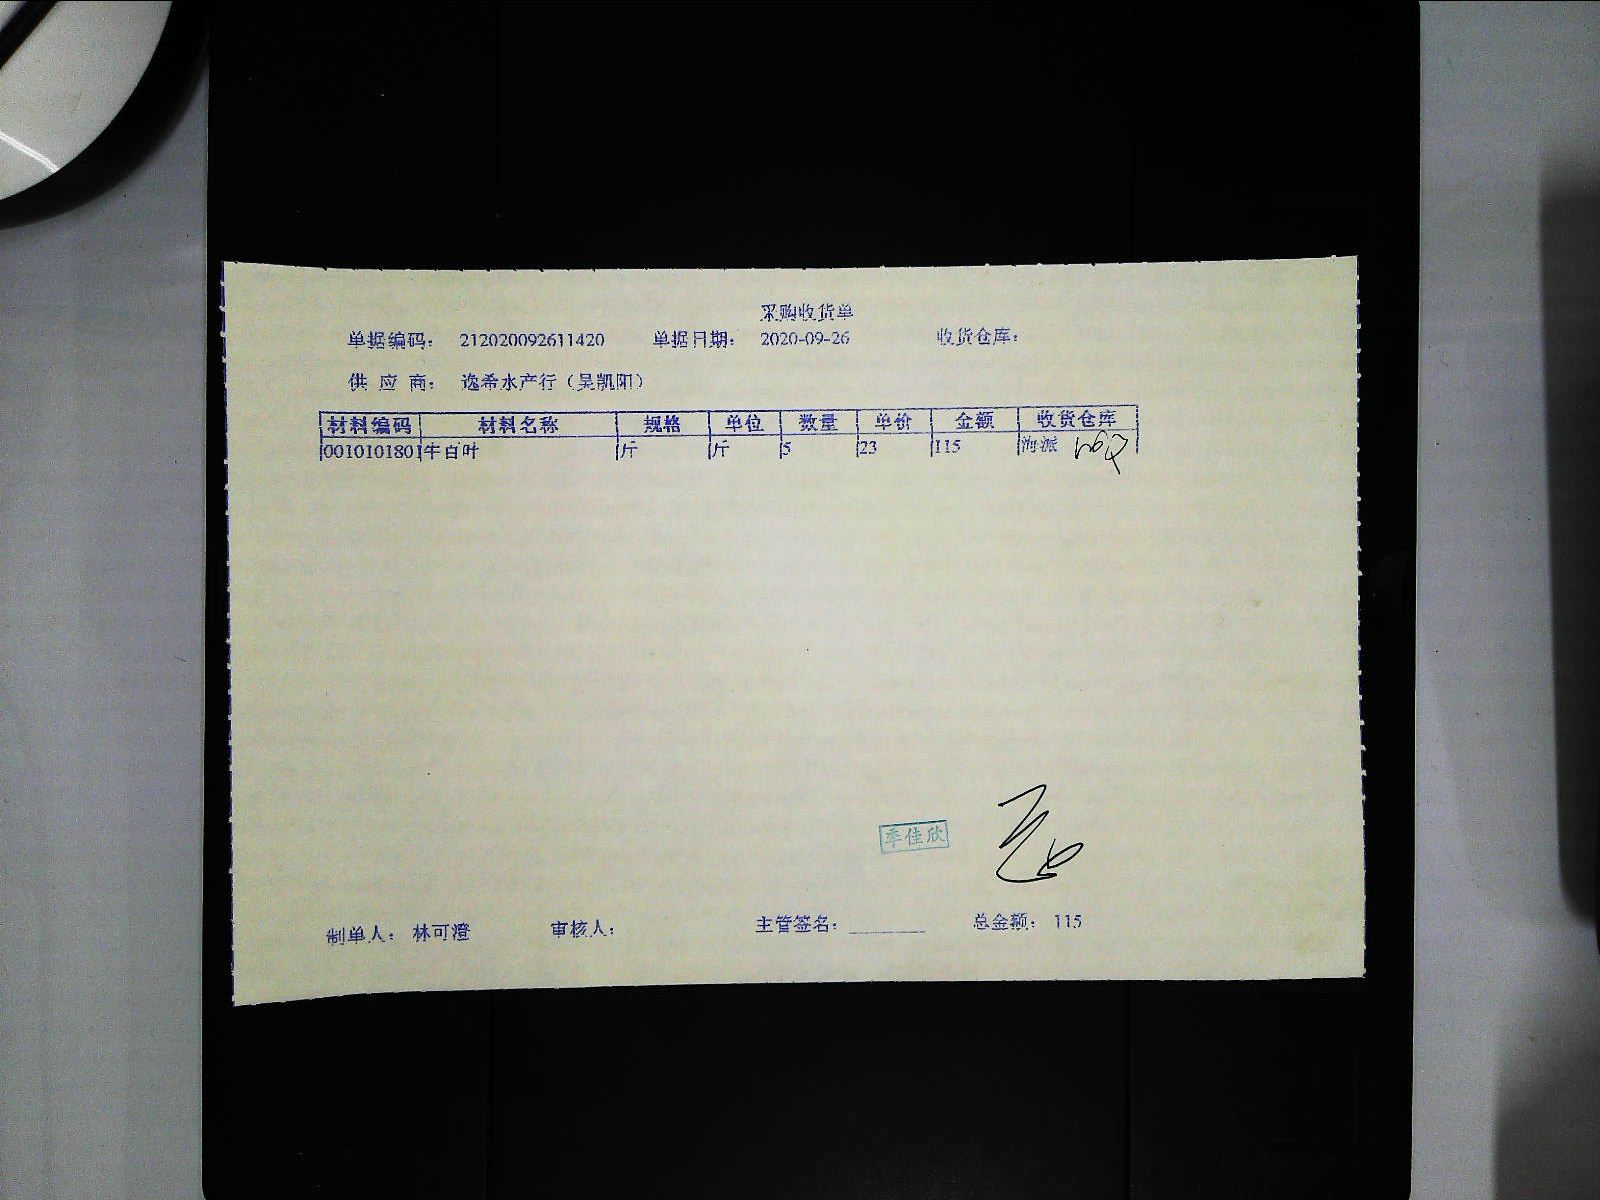 采购收货单
单据编码： 212020092611420 单据日期： 2020-09-26 收货仓库：
供 应 商： 逸希水产行（吴凯阳）
材料编码 材料名称 规格 单位 数量 单价 金额 收货仓库
0010101801 牛百叶 斤 斤 5 23 115 海派
季佳欣
制单人： 林可澄 审核人： 主管签名：________ 总金额： 115